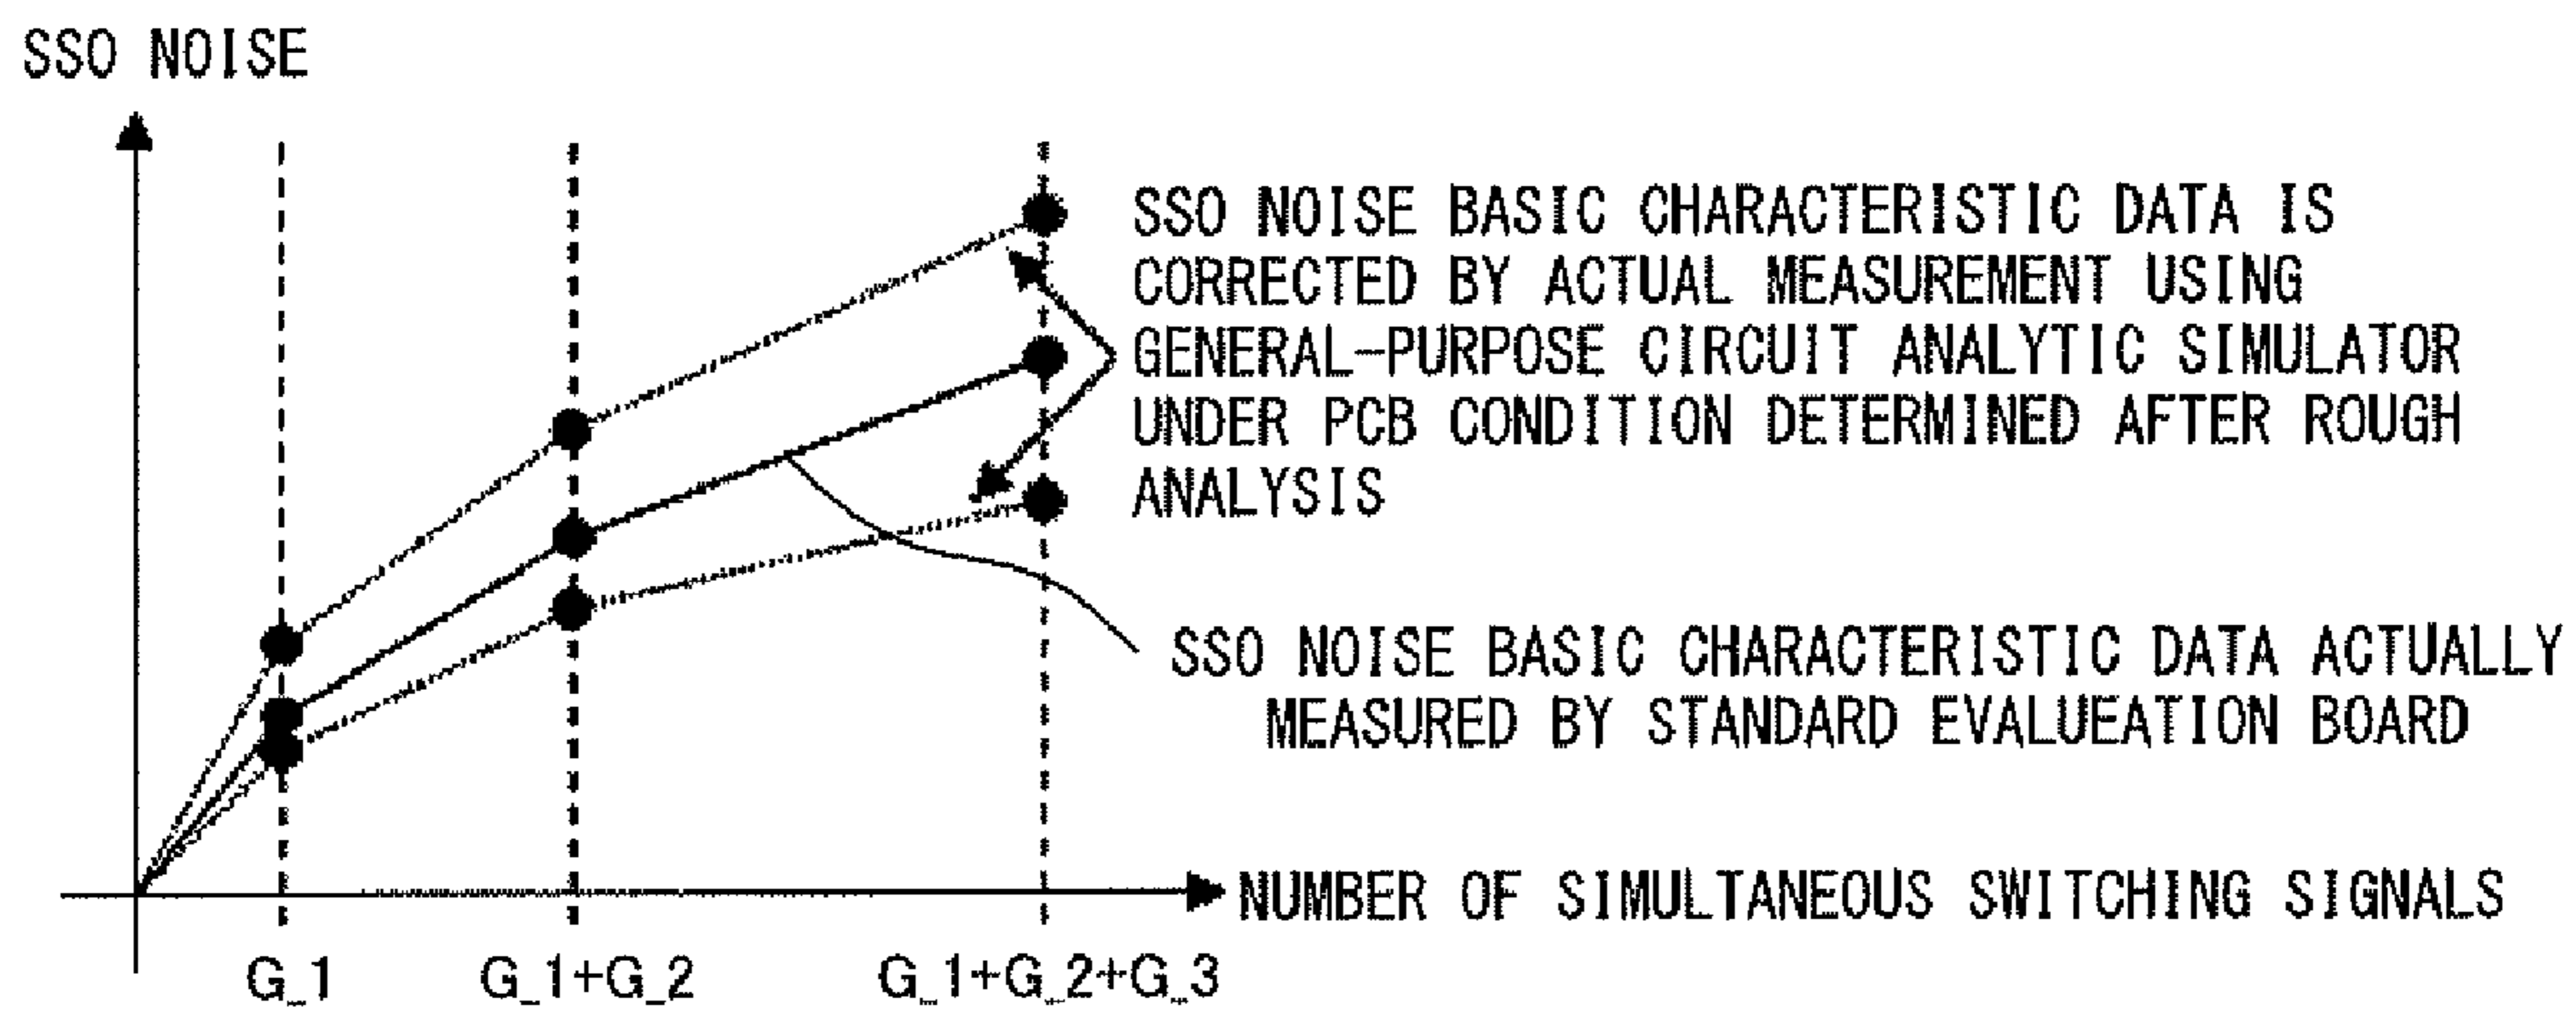 SSO NOISE
SSO NOISE BASIC CHARACTERISTIC DATA IS
CORRECTED BY ACTUAL MEASUREMENT USING
GENERAL-PURPOSE CIRCUIT ANALYTIC SIMULATOR
UNDER PCB CONDITION DETERMINED AFTER ROUGH
ANALYSIS
SSO NOISE BASIC CHARACTERISTIC DATA ACTUALLY
MEASURED BY STANDARD EVALUEATION BOARD
NUMBER OF SIMULTANEOUS SWITCHING SIGNALS
G_1
G_1+G_2
G_1+G_2+G_3